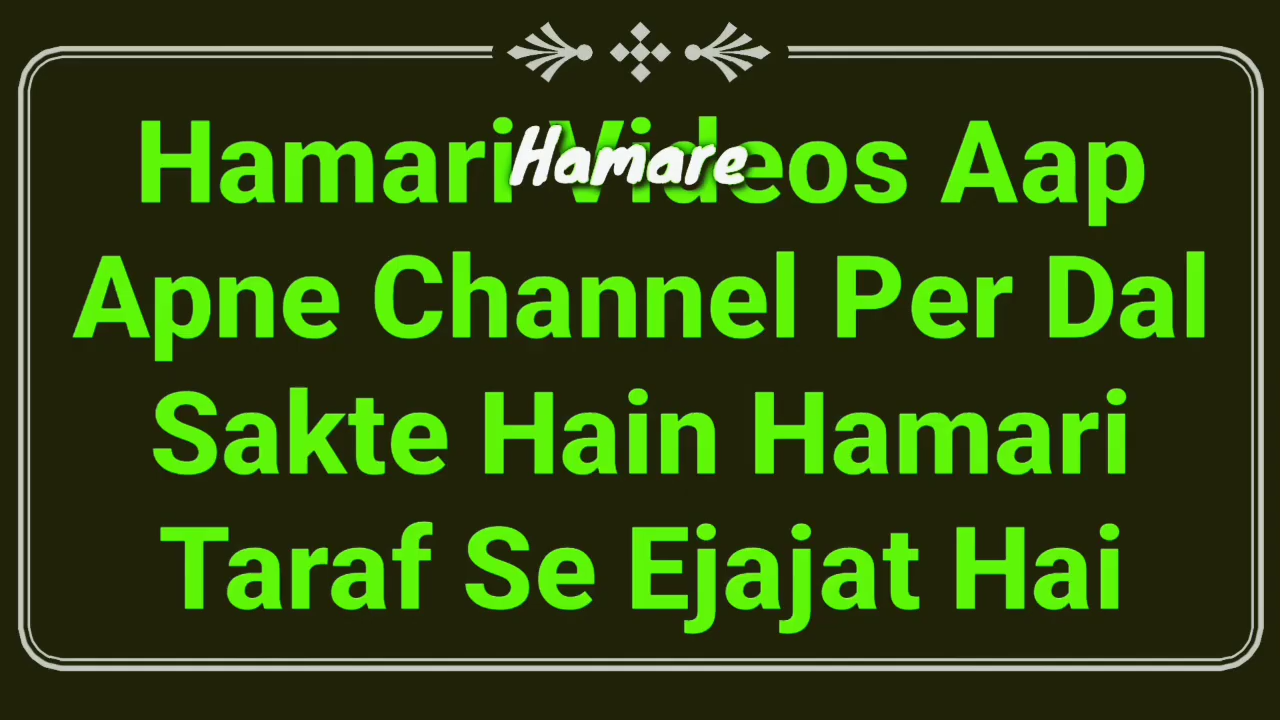 Hamari Videos Aap
Hamare
Apne Channel Per Dal
Sakte Hain Hamari
Taraf Se Ejajat Hai